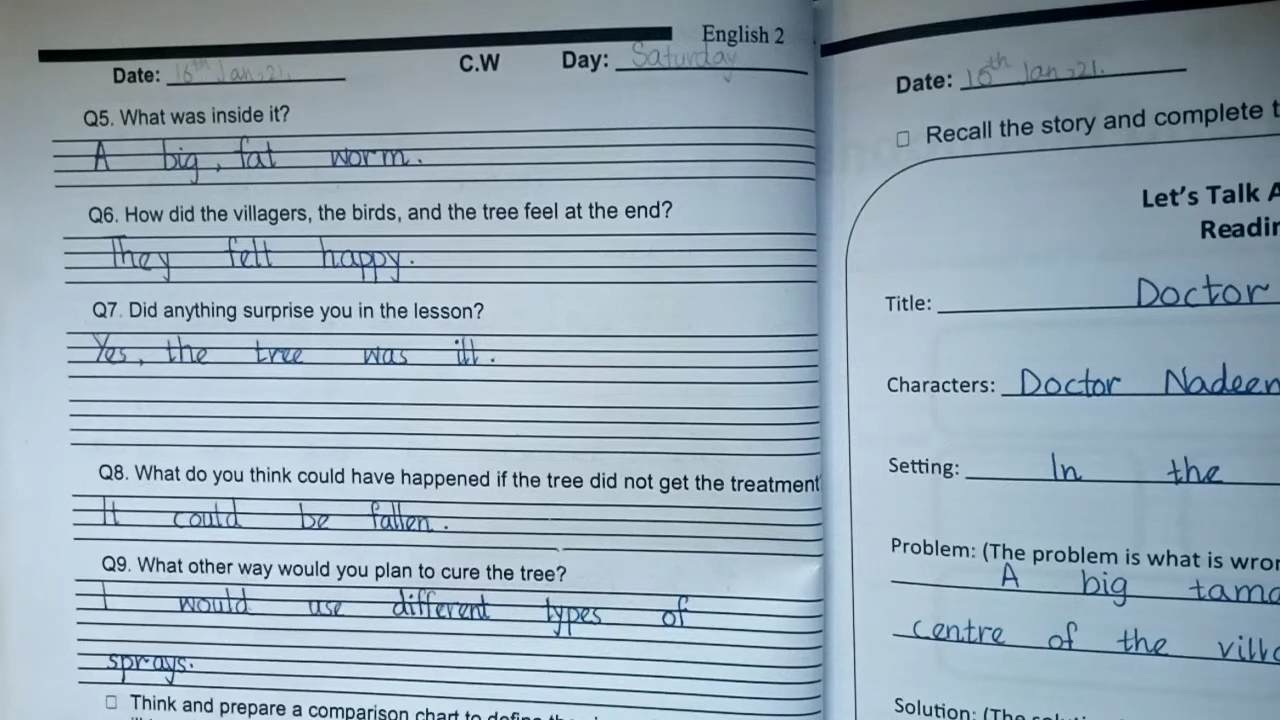 English 2
Date: 16th Jan, 21. C.W Day: Saturday
Q5. What was inside it?
A big, fat worm.
Q6. How did the villagers, the birds, and the tree feel at the end?
They felt happy.
Q7. Did anything surprise you in the lesson?
Yes, the tree was ill.
Q8. What do you think could have happened if the tree did not get the treatment
It could be fallen.
Q9. What other way would you plan to cure the tree?
I would use different types of
sprays.
Think and prepare a comparison chart to define
Date: 16th Jan, 21.
Recall the story and complete
Let's Talk
Title: Doctor
Characters: Doctor Nadeen
Setting: In the
Problem: (The problem is what is
A big
centre of the
Solution: (The